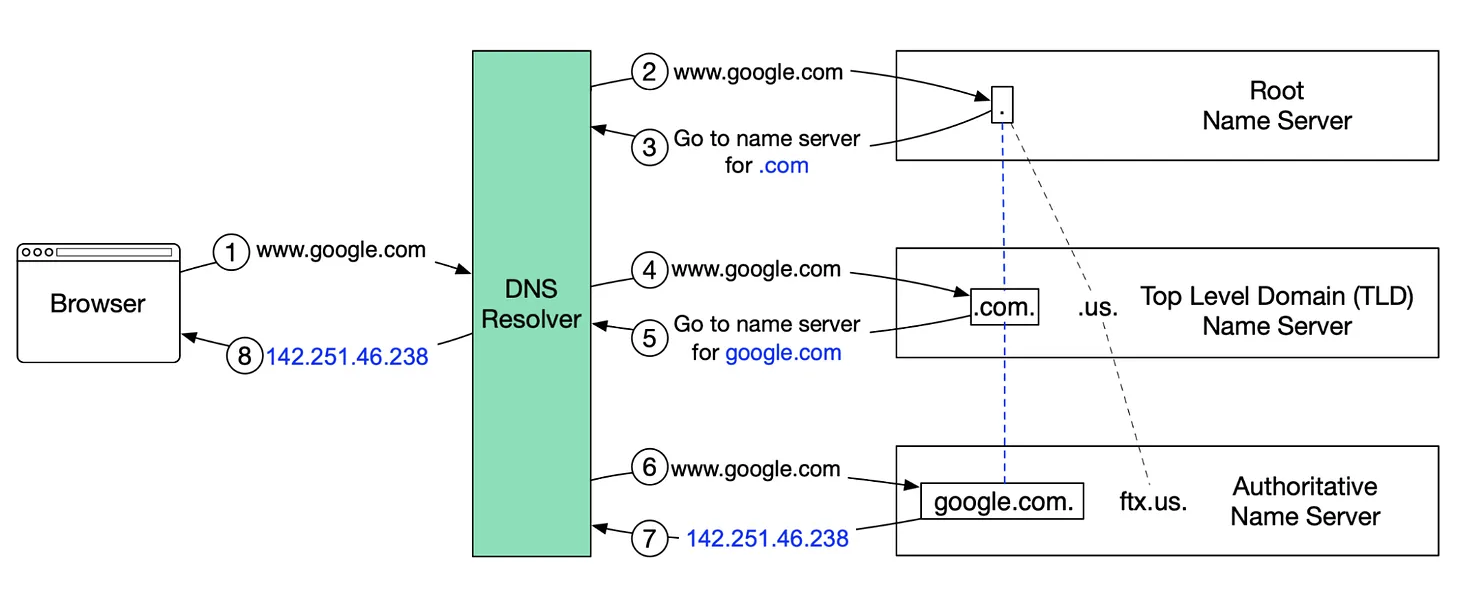 2 www.google.com
.
Root
Name Server
3 Go to name server
for .com
1 www.google.com
Browser
8 142.251.46.238
DNS
Resolver
4 www.google.com
.com.
.us.
Top Level Domain (TLD)
Name Server
5 Go to name server
for google.com
6 www.google.com
google.com.
ftx.us.
Authoritative
Name Server
7 142.251.46.238